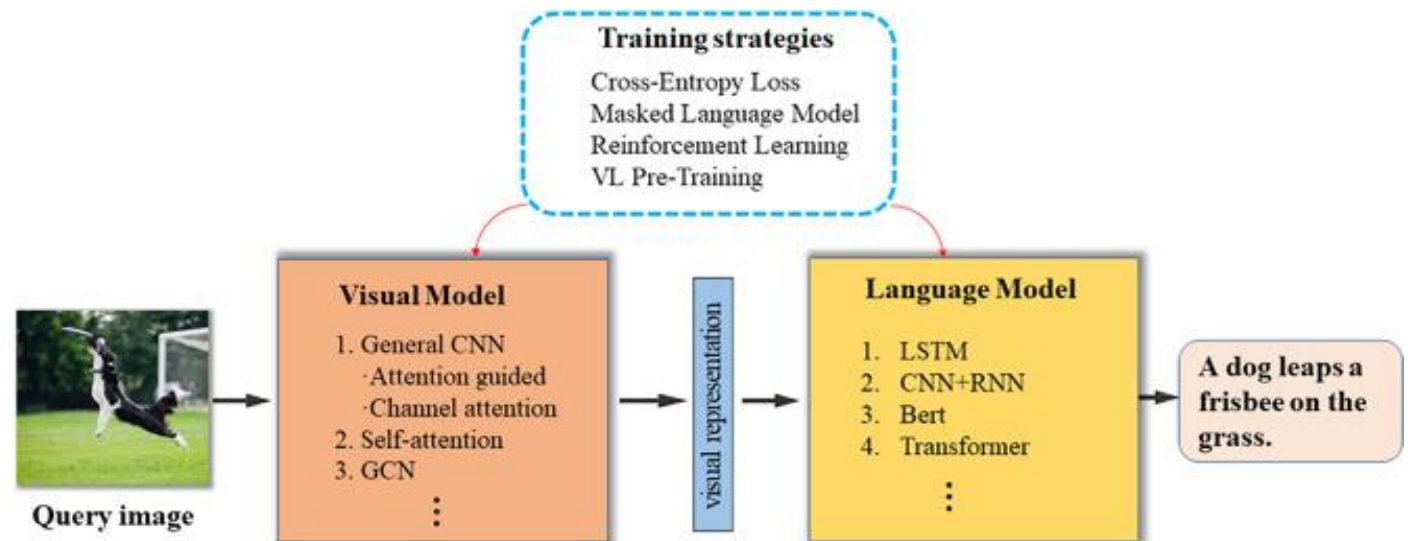 Training strategies
Cross-Entropy Loss
Masked Language Model
Reinforcement Learning
VL Pre-Training
Query image
Visual Model
1. General CNN
·Attention guided
·Channel attention
2. Self-attention
3. GCN
⋮
visual representation
Language Model
1. LSTM
2. CNN+RNN
3. Bert
4. Transformer
⋮
A dog leaps a
frisbee on the
grass.